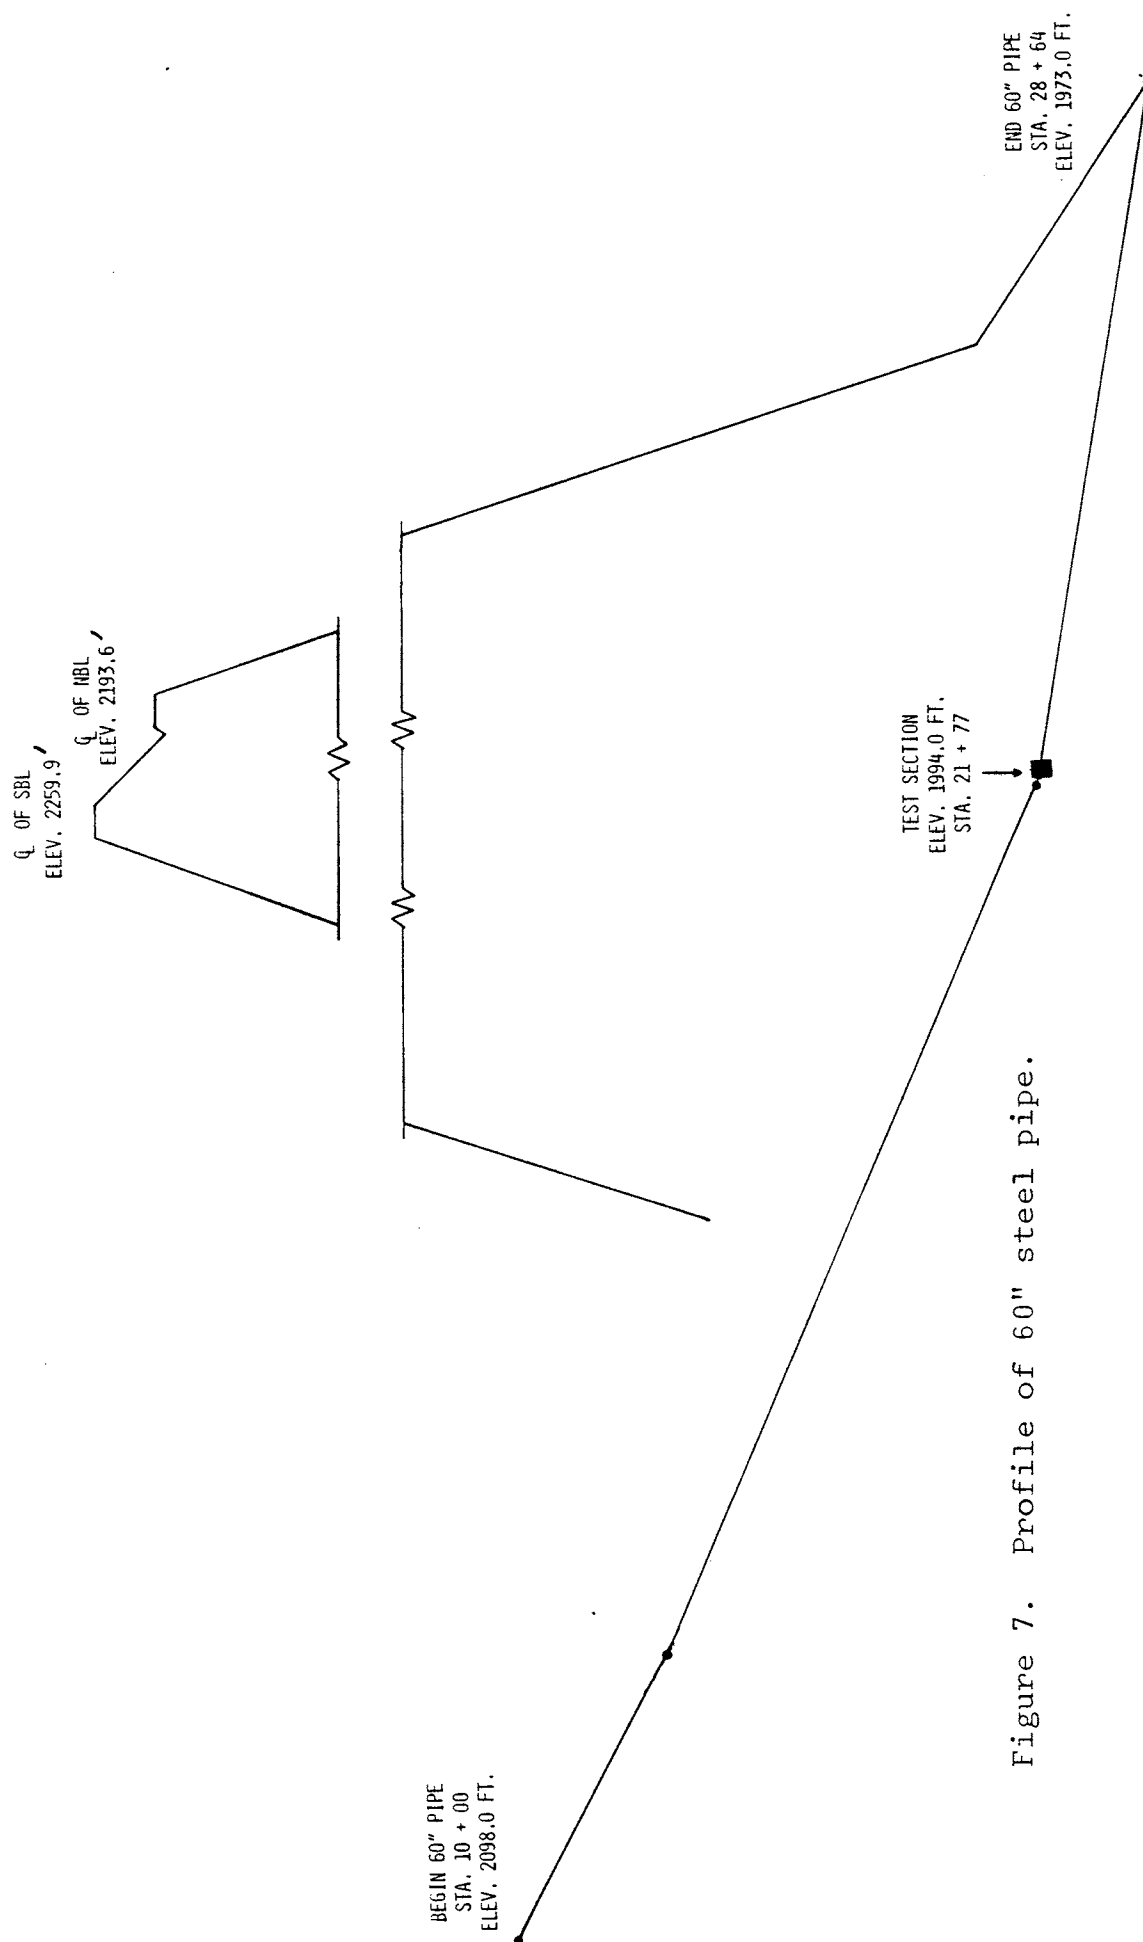 ℄ OF SBL
ELEV. 2259.9'
℄ OF NBL
ELEV. 2193.6'
BEGIN 60" PIPE
STA. 10 + 00
ELEV. 2098.0 FT.
TEST SECTION
ELEV. 1994.0 FT.
STA. 21 + 77
END 60" PIPE
STA. 28 + 64
ELEV. 1973.0 FT.
Figure 7. Profile of 60" steel pipe.